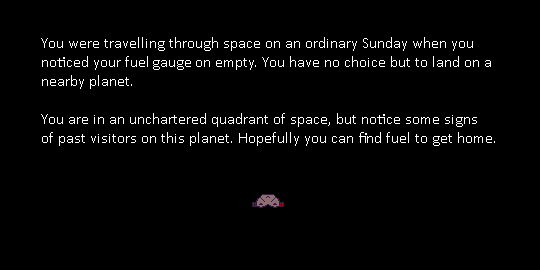 You were travelling through space on an ordinary Sunday when you
noticed your fuel gauge on empty. You have no choice but to land on a
nearby planet.
You are in an unchartered quadrant of space, but notice some signs
of past visitors on this planet. Hopefully you can find fuel to get home.